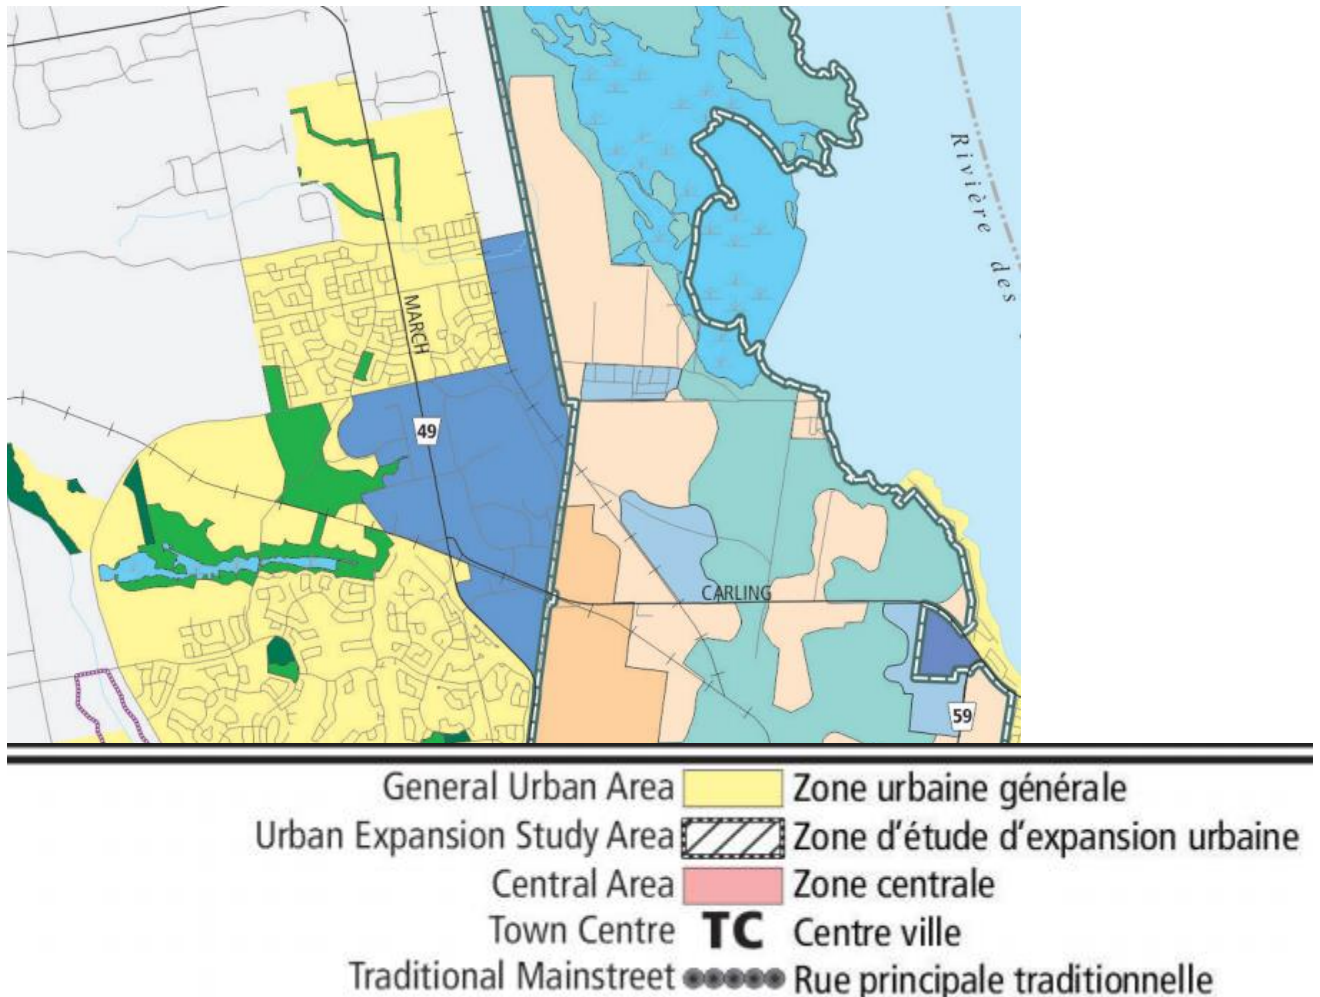 Rivière des
MARCH
49
CARLING
59
General Urban Area Zone urbaine générale
Urban Expansion Study Area Zone d'étude d'expansion urbaine
Central Area Zone centrale
Town Centre TC Centre ville
Traditional Mainstreet Rue principale traditionnelle